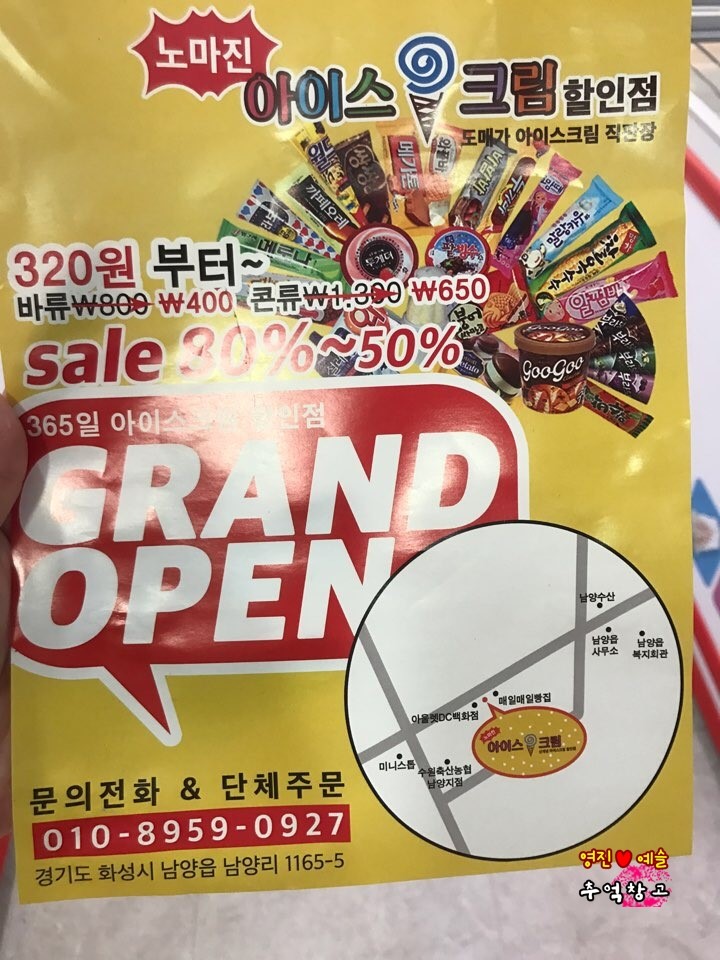 노마진
아이스크림 할인점
도매가 아이스크림 직판장
메가톤
까페오레
메로나
투게더
알껌바
GooGoo
320원 부터~
바류 ₩800 ₩400 콘류 ₩1.300 ₩650
sale 30%~50%
365일 아이스크림 할인점
GRAND
OPEN
남양수산
남양읍
사무소
남양읍
복지회관
매일매일빵집
아울렛DC백화점
아이스크림
미니스톱
수원축산농협
남양지점
문의전화 & 단체주문
010-8959-0927
경기도 화성시 남양읍 남양리 1165-5
영진♥예슬
추억창고